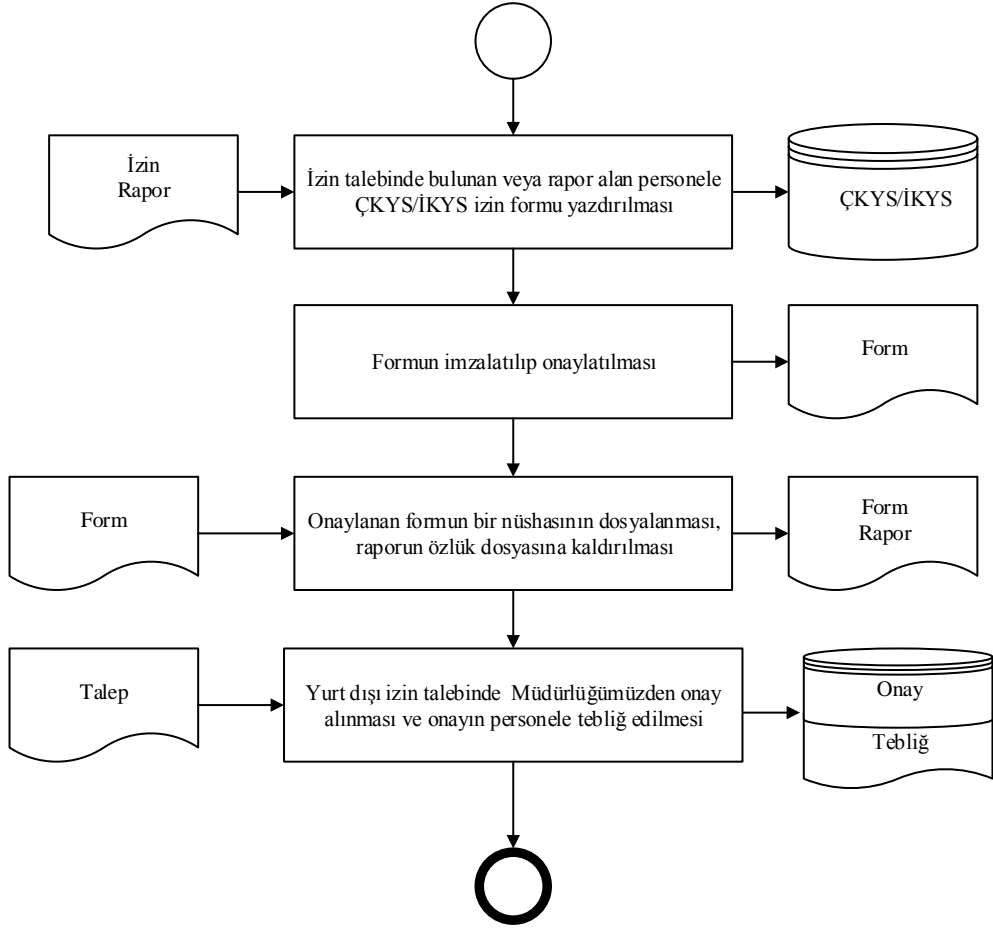 İzin
Rapor
İzin talebinde bulunan veya rapor alan personele
ÇKYS/İKYS izin formu yazdırılması
ÇKYS/İKYS
Formun imzalatılıp onaylatılması
Form
Form
Onaylanan formun bir nüshasının dosyalanması,
raporun özlük dosyasına kaldırılması
Form
Rapor
Talep
Yurt dışı izin talebinde Müdürlüğümüzden onay
alınması ve onayın personele tebliğ edilmesi
Onay
Tebliğ